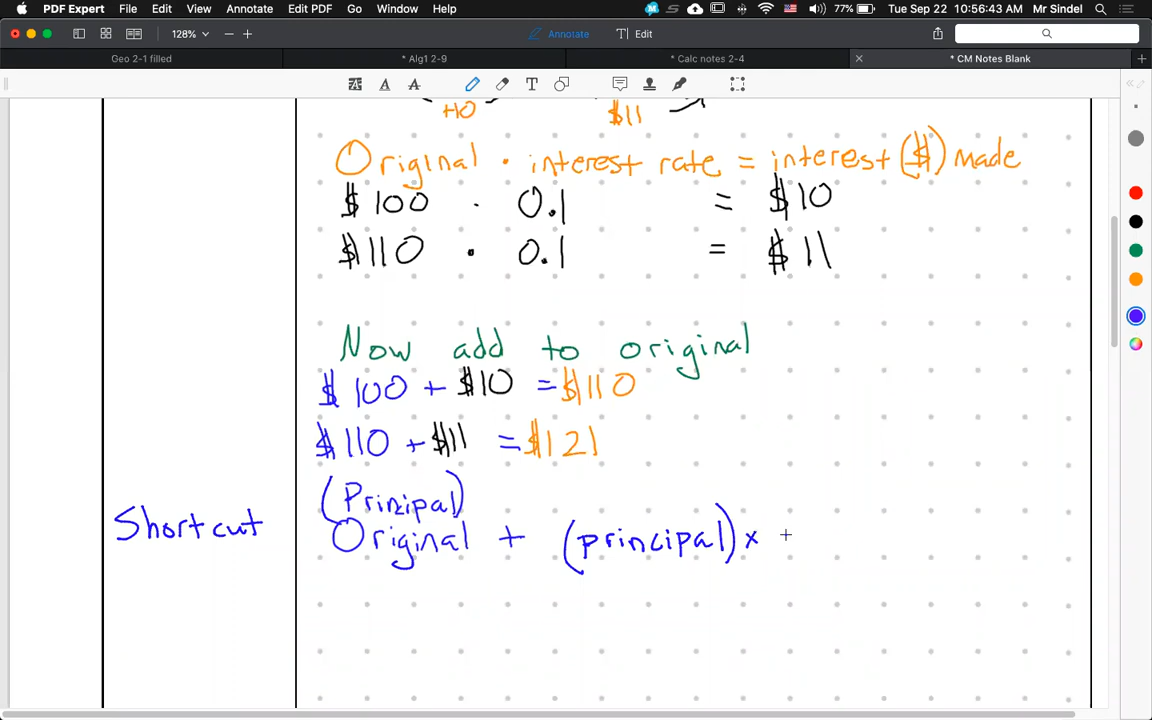 PDF Expert File Edit View Annotate Edit PDF Go Window Help 77% Tue Sep 22 10:56:43 AM Mr Sindel
128% Annotate Edit
Geo 2-1 filled * Alg1 2-9 * Calc notes 2-4 * CM Notes Blank
+10 $11
Original · interest rate = interest ($) made
$100 · 0.1 = $10
$110 · 0.1 = $11
Now add to original
$100 + $10 = $110
$110 + $11 = $121
(Principal)
Shortcut Original + (principal) x